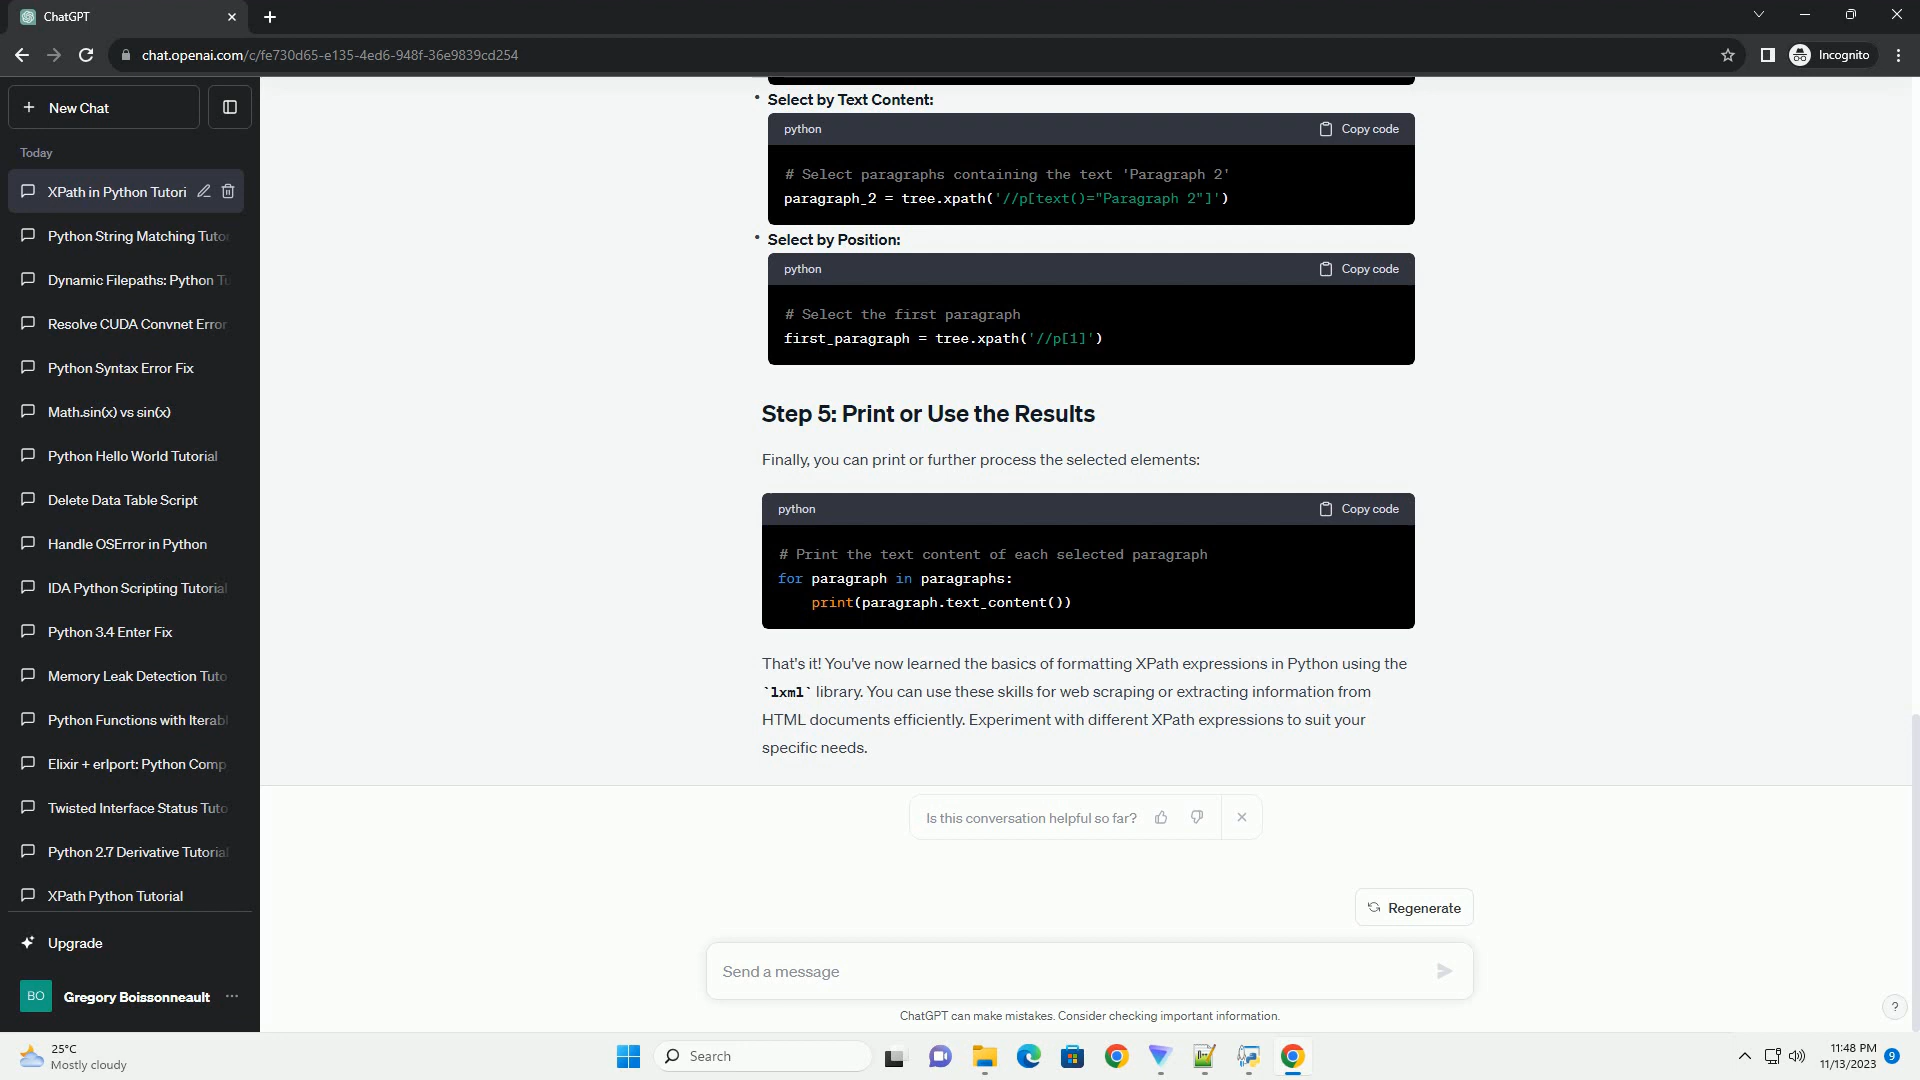 ChatGPT
chat.openai.com/c/fe730d65-e135-4ed6-948f-36e9839cd254
Incognito
New Chat
Today
XPath in Python Tutori
Python String Matching Tuto
Dynamic Filepaths: Python Tu
Resolve CUDA Convnet Error
Python Syntax Error Fix
Math.sin(x) vs sin(x)
Python Hello World Tutorial
Delete Data Table Script
Handle OSError in Python
IDA Python Scripting Tutorial
Python 3.4 Enter Fix
Memory Leak Detection Tuto
Python Functions with Iterabl
Elixir + erlport: Python Comp
Twisted Interface Status Tuto
Python 2.7 Derivative Tutorial
XPath Python Tutorial
Upgrade
BO Gregory Boissonneault
• Select by Text Content:
python Copy code
# Select paragraphs containing the text 'Paragraph 2'
paragraph_2 = tree.xpath('//p[text()="Paragraph 2"]')
• Select by Position:
python Copy code
# Select the first paragraph
first_paragraph = tree.xpath('//p[1]')
Step 5: Print or Use the Results
Finally, you can print or further process the selected elements:
python Copy code
# Print the text content of each selected paragraph
for paragraph in paragraphs:
    print(paragraph.text_content())
That's it! You've now learned the basics of formatting XPath expressions in Python using the
`lxml` library. You can use these skills for web scraping or extracting information from
HTML documents efficiently. Experiment with different XPath expressions to suit your
specific needs.
Is this conversation helpful so far?
Regenerate
Send a message
ChatGPT can make mistakes. Consider checking important information.
?
25°C
Mostly cloudy
Search
11:48 PM
11/13/2023
9